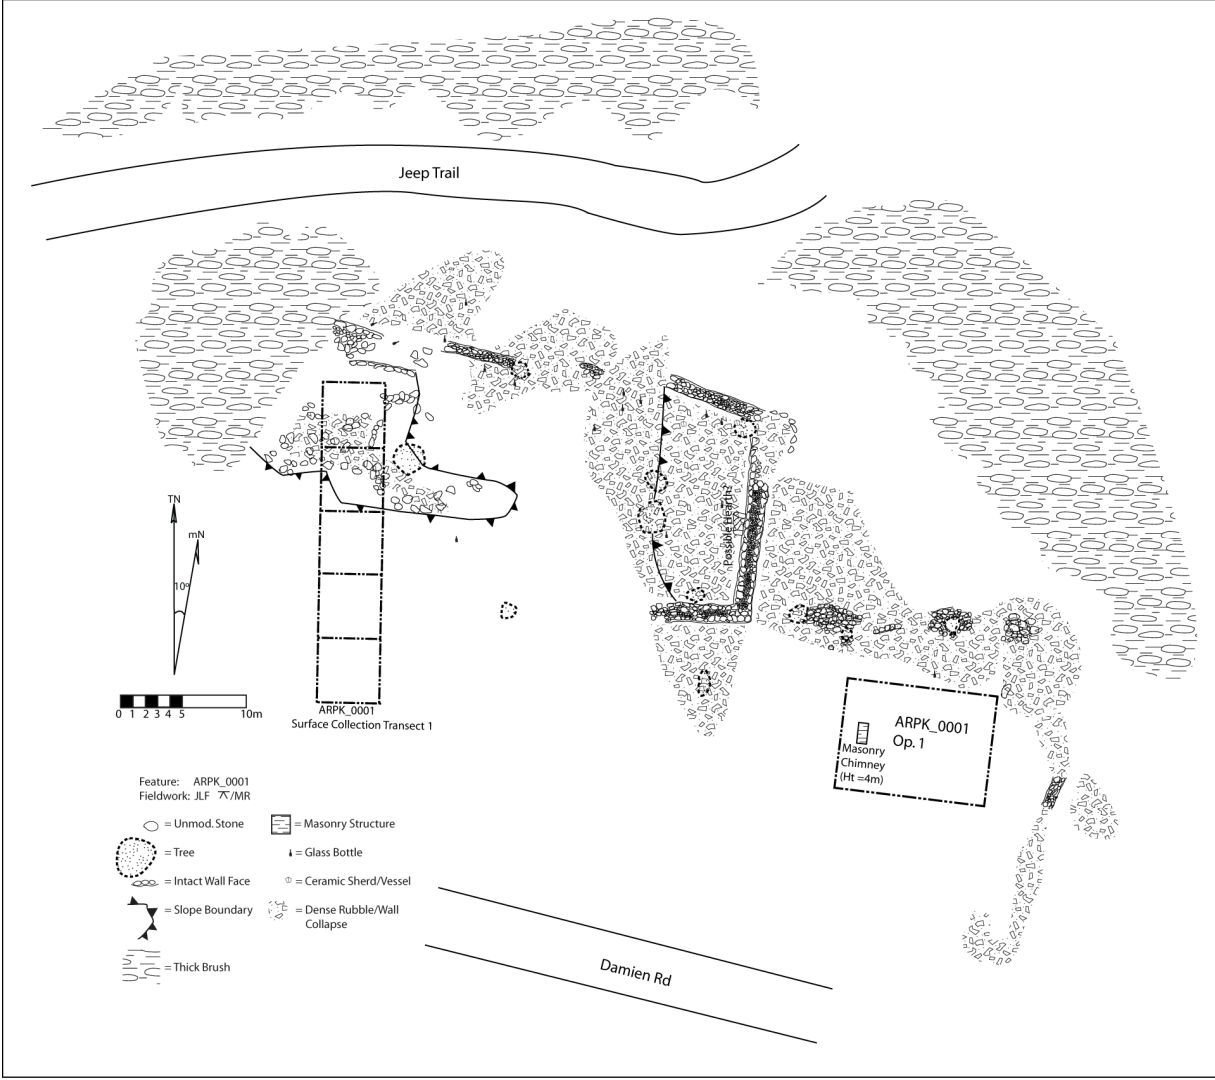 Jeep Trail
TN
mN
10º
Possible Hearth?
0 1 2 3 4 5 10m
ARPK_0001
Surface Collection Transect 1
ARPK_0001
Op. 1
Masonry
Chimney
(Ht =4m)
Feature: ARPK_0001
Fieldwork: JLF /MR
= Unmod. Stone
= Masonry Structure
= Tree
= Glass Bottle
= Intact Wall Face
= Ceramic Sherd/Vessel
= Slope Boundary
= Dense Rubble/Wall
Collapse
= Thick Brush
Damien Rd